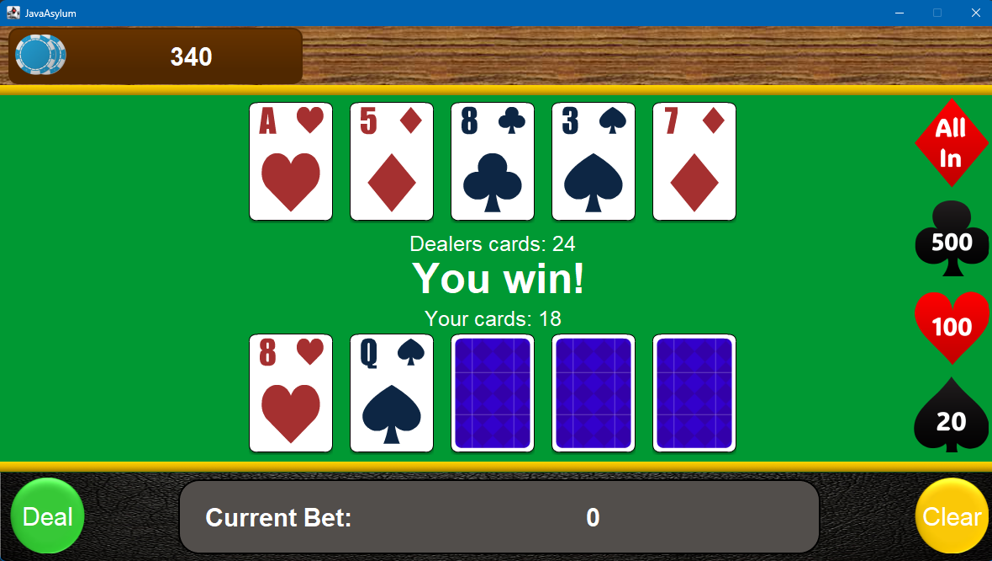 JavaAsylum
340
A 5 8 3 7
All
In
Dealers cards: 24
500
You win!
Your cards: 18
100
8 Q
20
Deal
Current Bet: 0
Clear